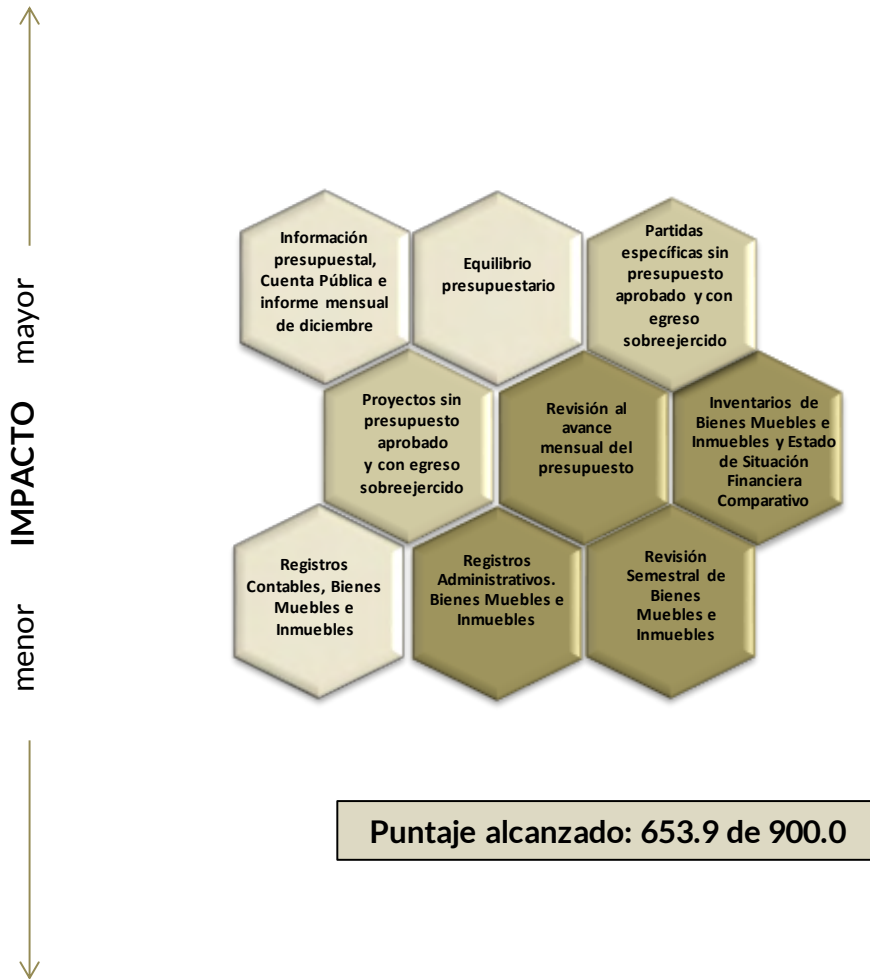 mayor
IMPACTO
menor
Información
presupuestal,
Cuenta Pública e
informe mensual
de diciembre
Equilibrio
presupuestario
Partidas
específicas sin
presupuesto
aprobado y con
egreso
sobreejercido
Proyectos sin
presupuesto
aprobado
y con egreso
sobreejercido
Revisión al
avance
mensual del
presupuesto
Inventarios de
Bienes Muebles e
Inmuebles y Estado
de Situación
Financiera
Comparativo
Registros
Contables, Bienes
Muebles e
Inmuebles
Registros
Administrativos.
Bienes Muebles e
Inmuebles
Revisión
Semestral de
Bienes
Muebles e
Inmuebles
Puntaje alcanzado: 653.9 de 900.0